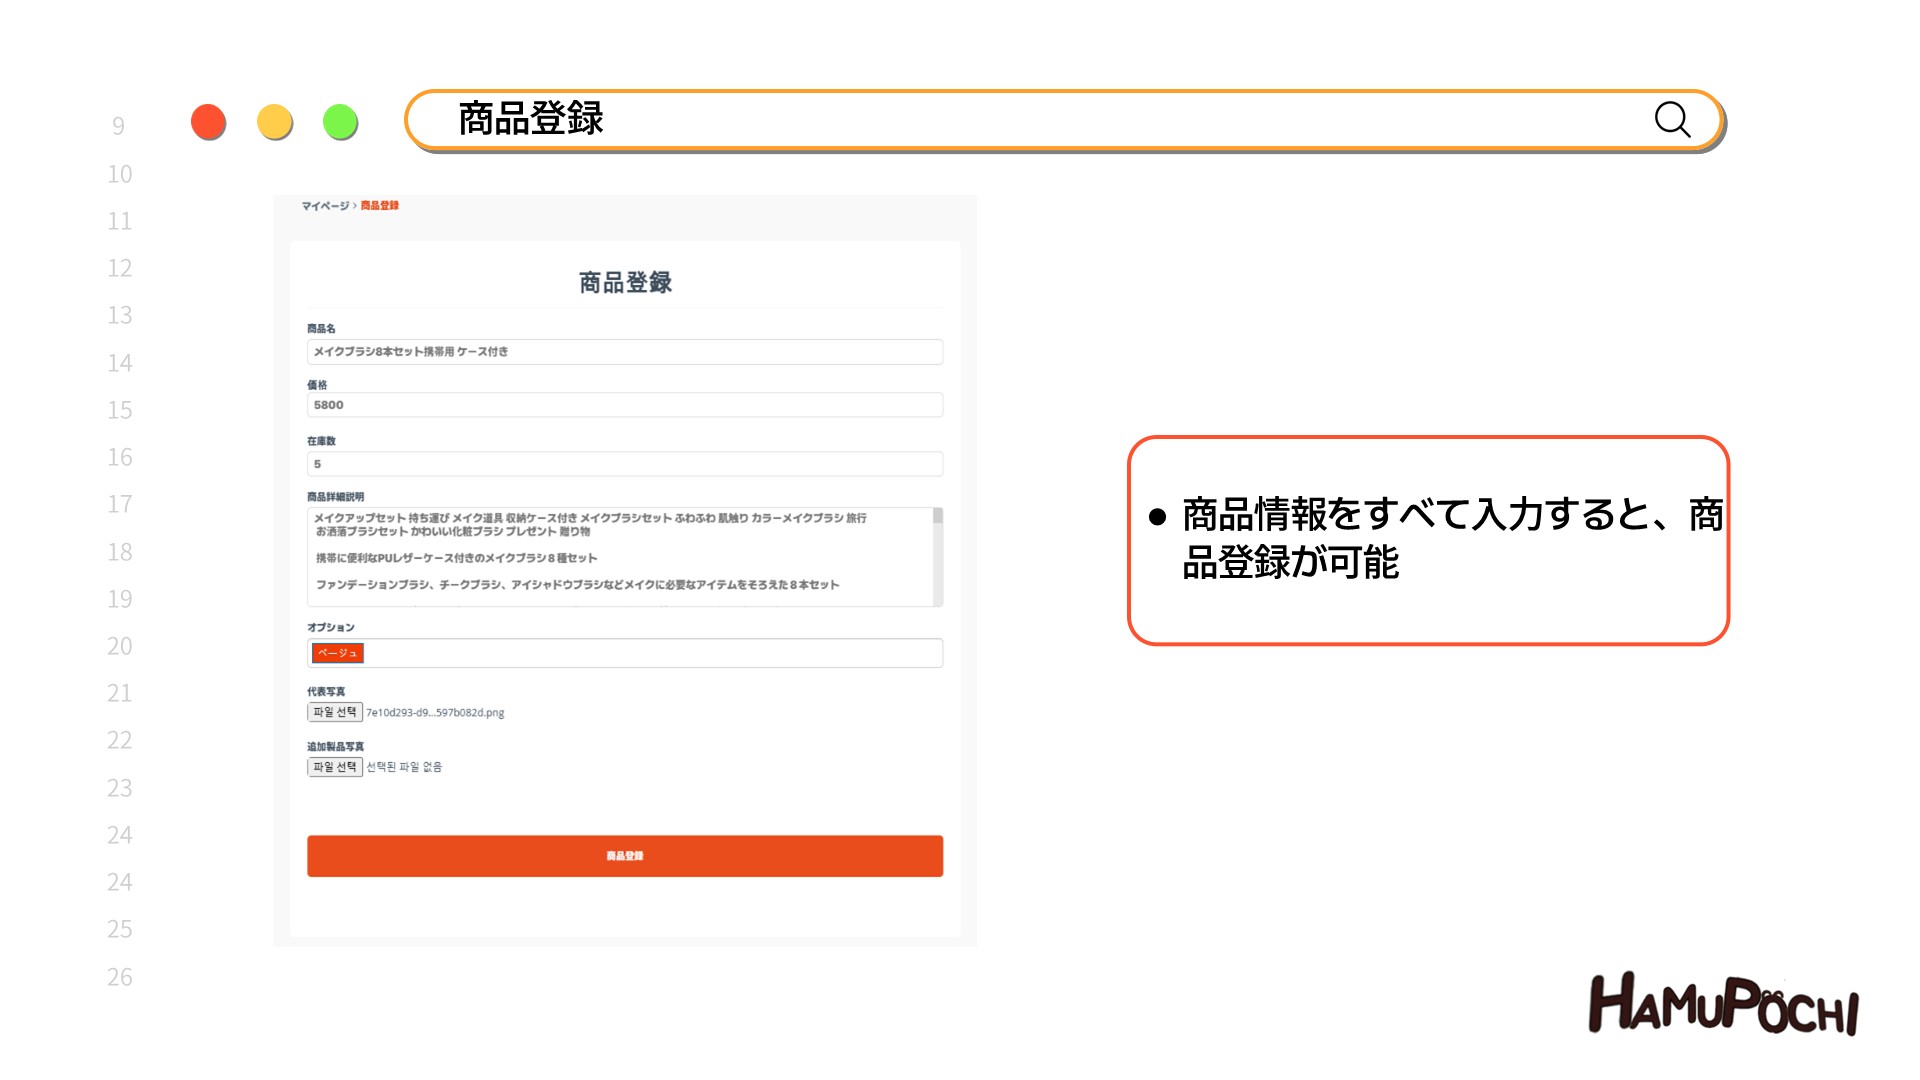 商品登録
9
10
11
12
13
14
15
16
17
18
19
20
21
22
23
24
24
25
26
マイページ › 商品登録
商品登録
商品名
メイクブラシ8本セット携帯用 ケース付き
価格
5800
在庫数
5
商品詳細説明
メイクアップセット 持ち運び メイク道具 収納ケース付き メイクブラシセット ふわふわ 肌触り カラーメイクブラシ 旅行
お洒落ブラシセット かわいい化粧ブラシ プレゼント 贈り物
携帯に便利なPUレザーケース付きのメイクブラシ８種セット
ファンデーションブラシ、チークブラシ、アイシャドウブラシなどメイクに必要なアイテムをそろえた８本セット
オプション
ベージュ
代表写真
파일 선택 7e10d293-d9...597b082d.png
追加製品写真
파일 선택 선택된 파일 없음
商品登録
● 商品情報をすべて入力すると、商
品登録が可能
HAMUPOCHI